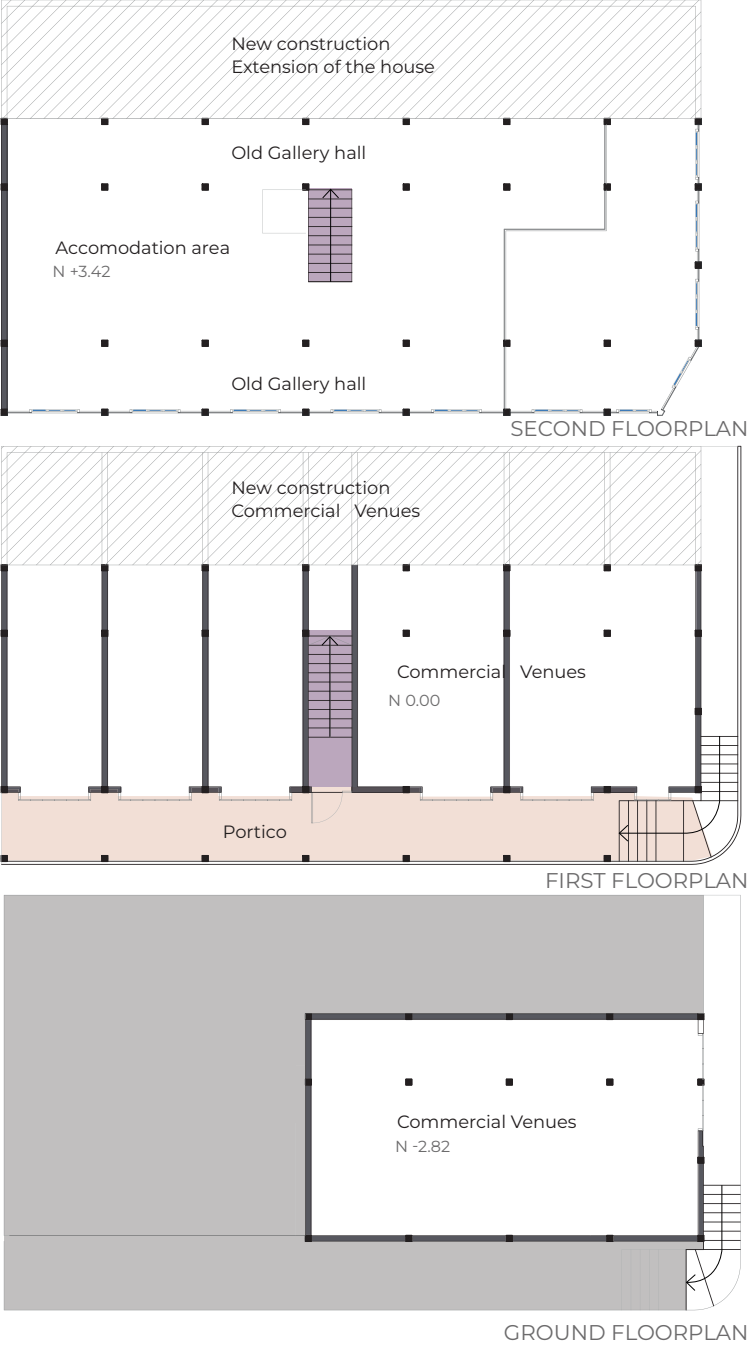 New construction
Extension of the house
Old Gallery hall
Accomodation area
N +3.42
Old Gallery hall
SECOND FLOORPLAN
New construction
Commercial Venues
Commercial Venues
N 0.00
Portico
FIRST FLOORPLAN
Commercial Venues
N -2.82
GROUND FLOORPLAN